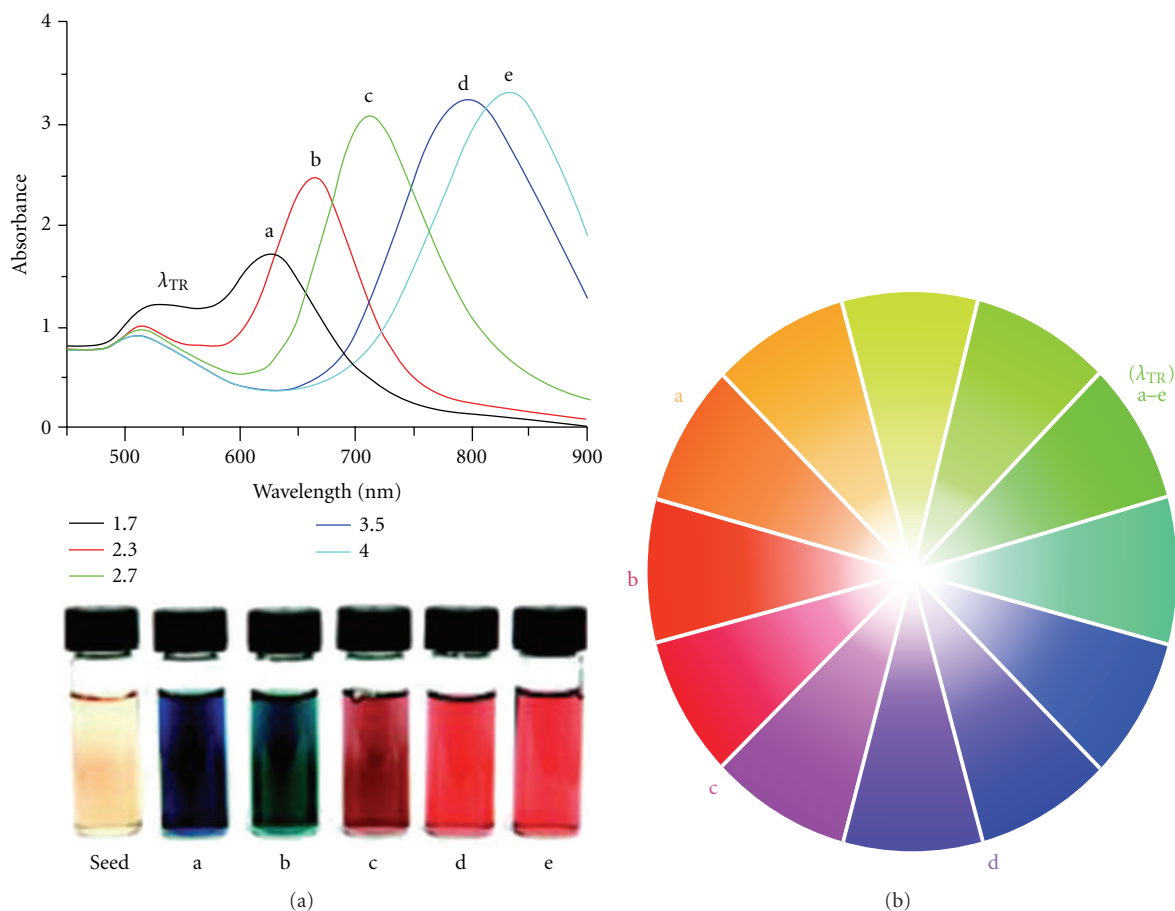 4
3
2
1
0
Absorbance
λTR
a
b
c
d
e
500 600 700 800 900
Wavelength (nm)
1.7
2.3
2.7
3.5
4
Seed a b c d e
(a)
(λTR)
a–e
a
b
c
d
(b)